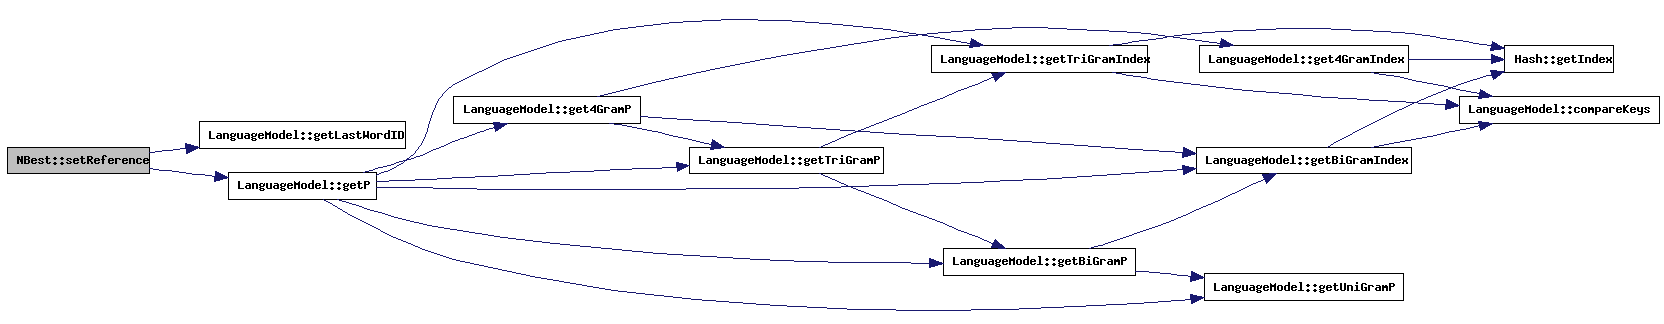 NBest::setReference
LanguageModel::getLastWordID
LanguageModel::getP
LanguageModel::get4GramP
LanguageModel::getTriGramP
LanguageModel::getTriGramIndex
LanguageModel::getBiGramP
LanguageModel::get4GramIndex
LanguageModel::getBiGramIndex
LanguageModel::getUniGramP
Hash::getIndex
LanguageModel::compareKeys